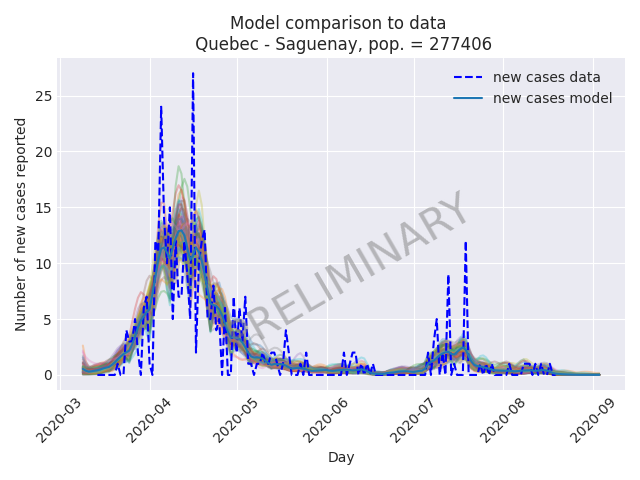 Model comparison to data
Quebec - Saguenay, pop. = 277406
new cases data
new cases model
Number of new cases reported
25
20
15
10
5
0
PRELIMINARY
2020-03
2020-04
2020-05
2020-06
2020-07
2020-08
2020-09
Day